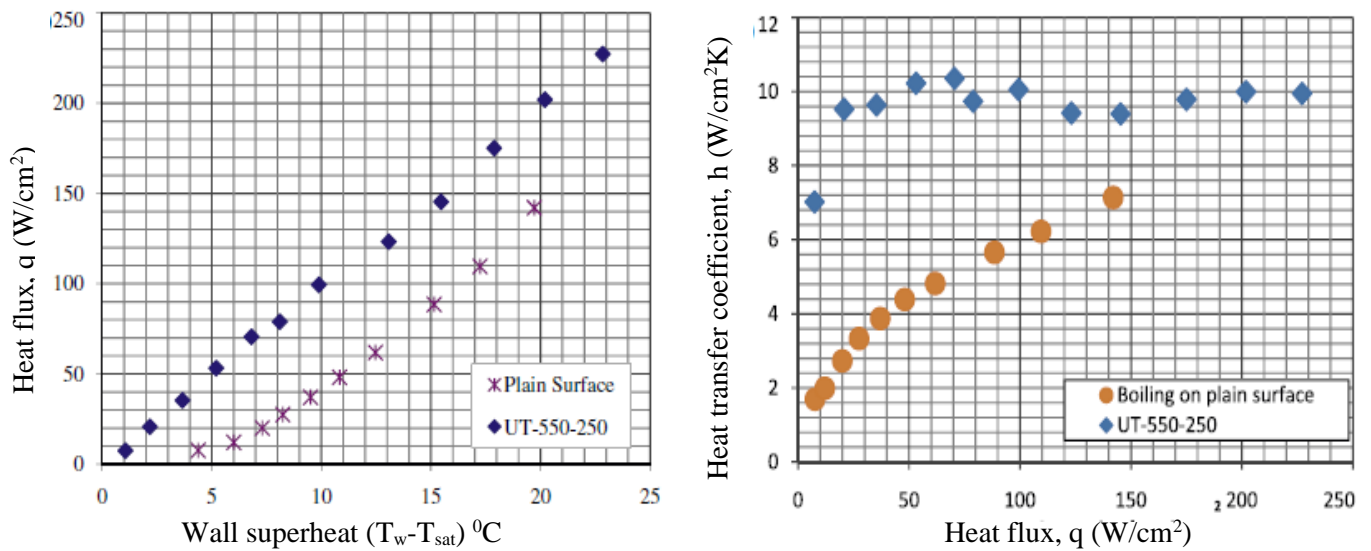 250
200
150
100
50
0
0 5 10 15 20 25
Heat flux, q (W/cm²)
Wall superheat (Tw-Tsat) ⁰C
Plain Surface
UT-550-250
12
10
8
6
4
2
0
0 50 100 150 200 250
2
Heat transfer coefficient, h (W/cm²K)
Heat flux, q (W/cm²)
Boiling on plain surface
UT-550-250